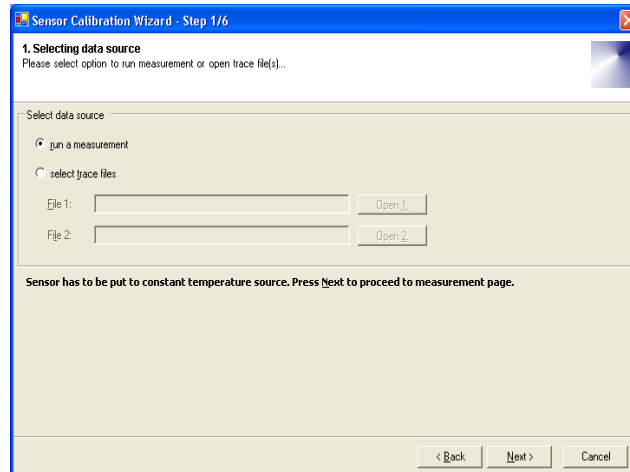 Sensor Calibration Wizard - Step 1/6
1. Selecting data source
Please select option to run measurement or open trace file(s)...
Select data source
run a measurement
select trace files
File 1:
Open 1.
File 2:
Open 2.
Sensor has to be put to constant temperature source. Press Next to proceed to measurement page.
< Back
Next >
Cancel